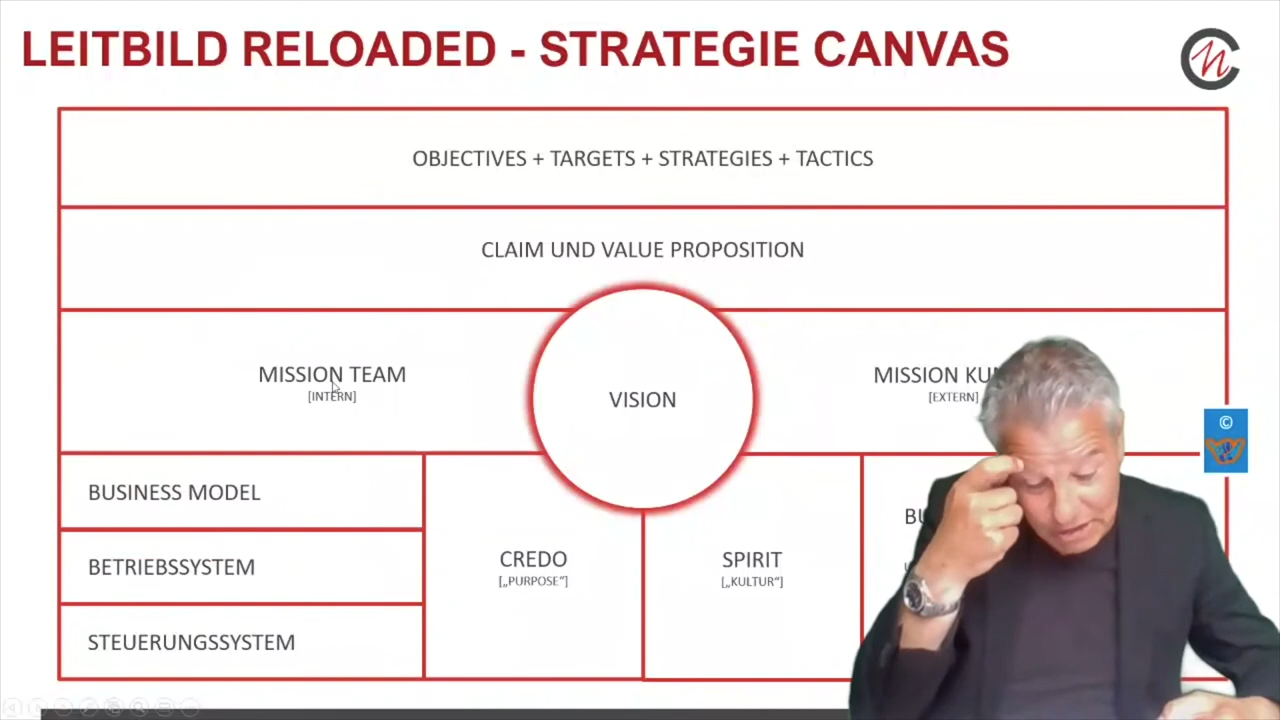 LEITBILD RELOADED - STRATEGIE CANVAS
OBJECTIVES + TARGETS + STRATEGIES + TACTICS
CLAIM UND VALUE PROPOSITION
MISSION TEAM
[INTERN]
VISION
MISSION
[EXTERN]
©
BUSINESS MODEL
BETRIEBSSYSTEM
STEUERUNGSSYSTEM
CREDO
[„PURPOSE“]
SPIRIT
[„KULTUR“]